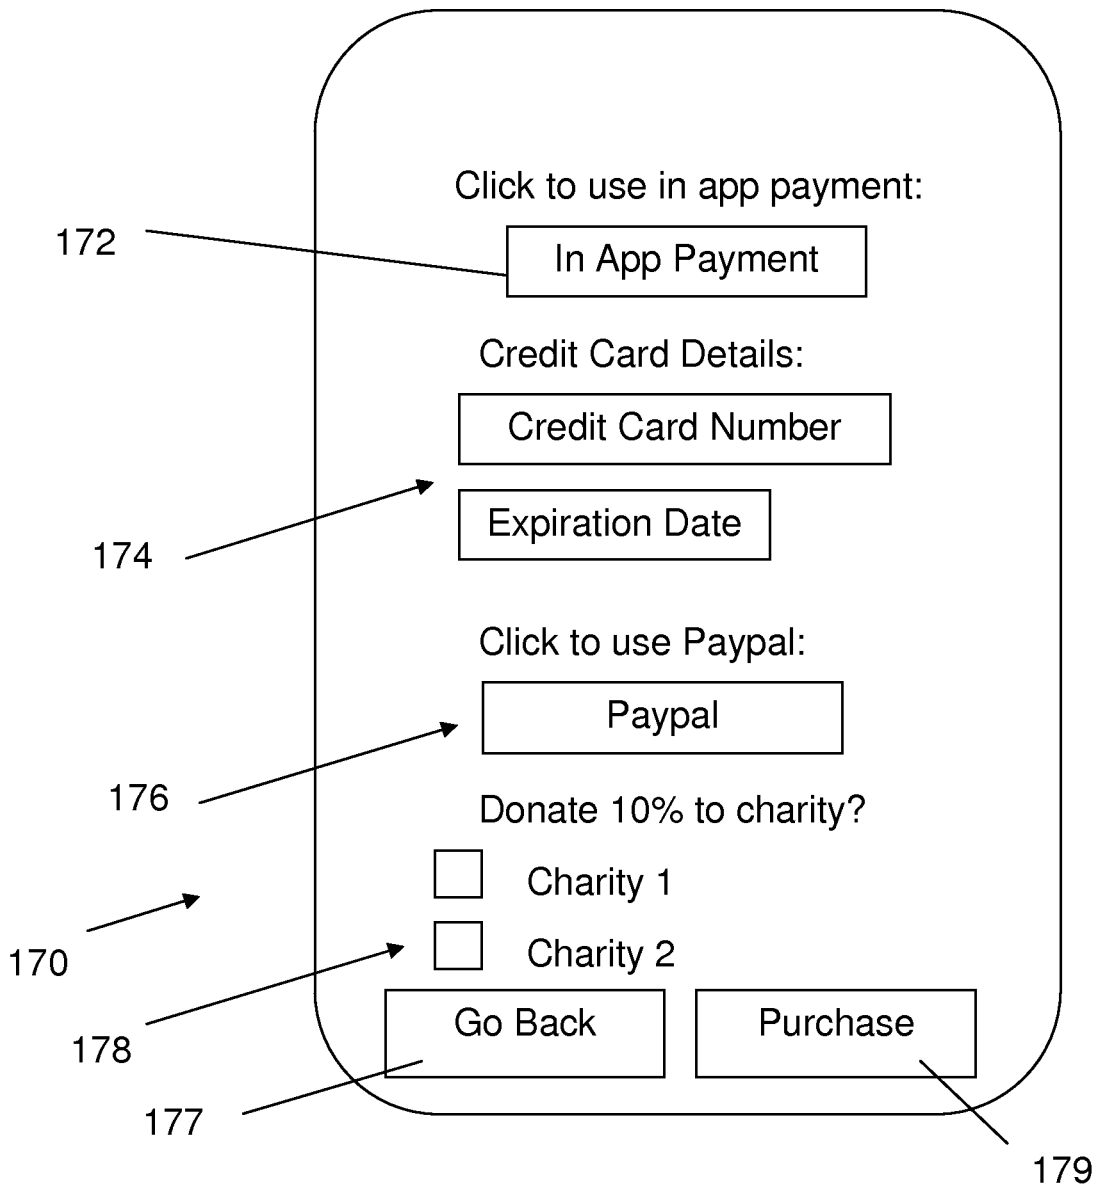 Click to use in app payment:
172
In App Payment
Credit Card Details:
Credit Card Number
Expiration Date
174
Click to use Paypal:
Paypal
176
Donate 10% to charity?
Charity 1
170
Charity 2
178
Go Back
Purchase
177
179